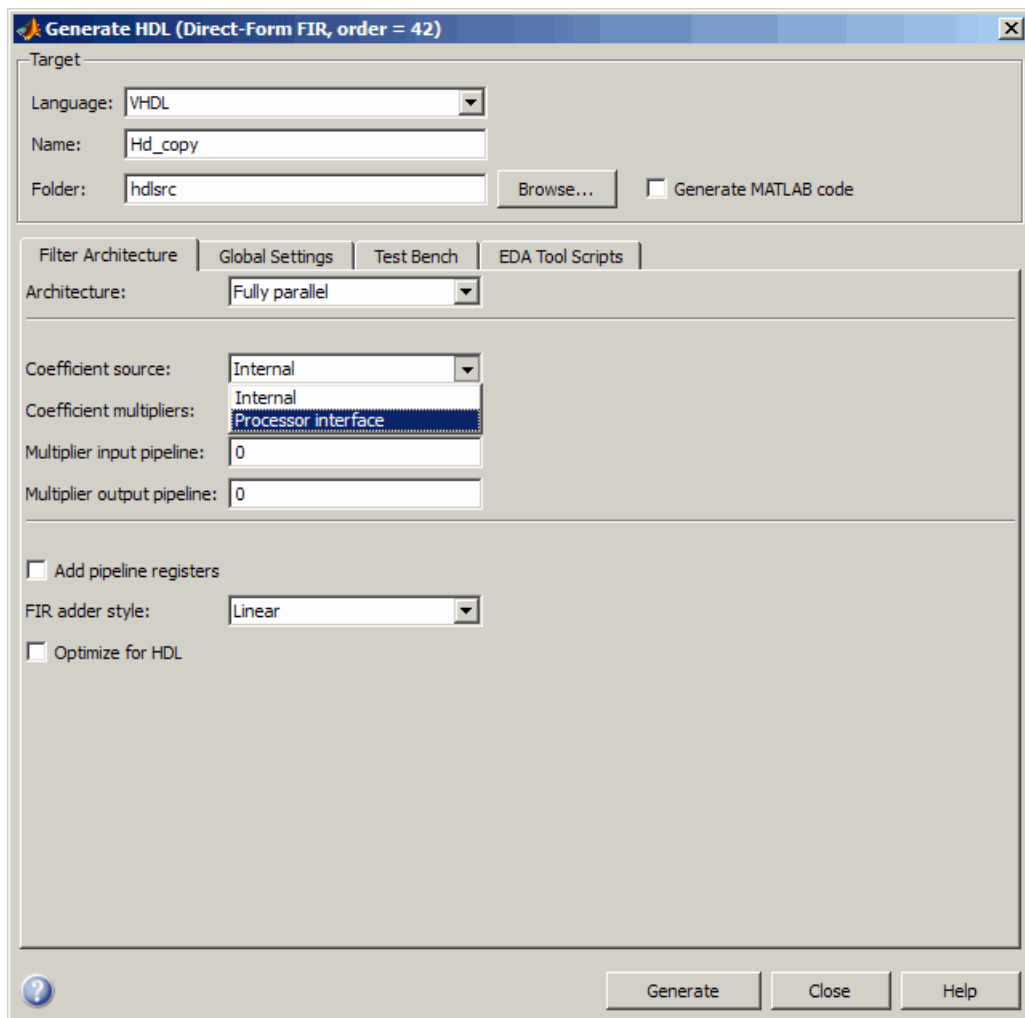 Generate HDL (Direct-Form FIR, order = 42)
Target
Language: VHDL
Name: Hd_copy
Folder: hdlsrc Browse... Generate MATLAB code
Filter Architecture Global Settings Test Bench EDA Tool Scripts
Architecture: Fully parallel
Coefficient source: Internal
Internal
Coefficient multipliers:
Processor interface
Multiplier input pipeline: 0
Multiplier output pipeline: 0
Add pipeline registers
FIR adder style: Linear
Optimize for HDL
? Generate Close Help